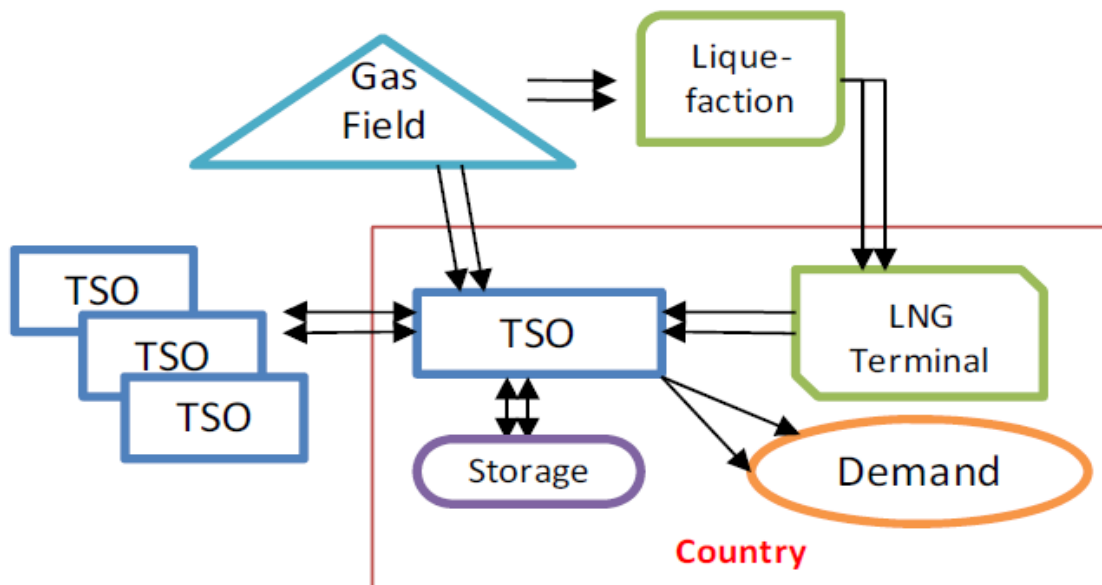 Gas
Field
Lique-
faction
TSO
TSO
TSO
TSO
LNG
Terminal
Storage
Demand
Country